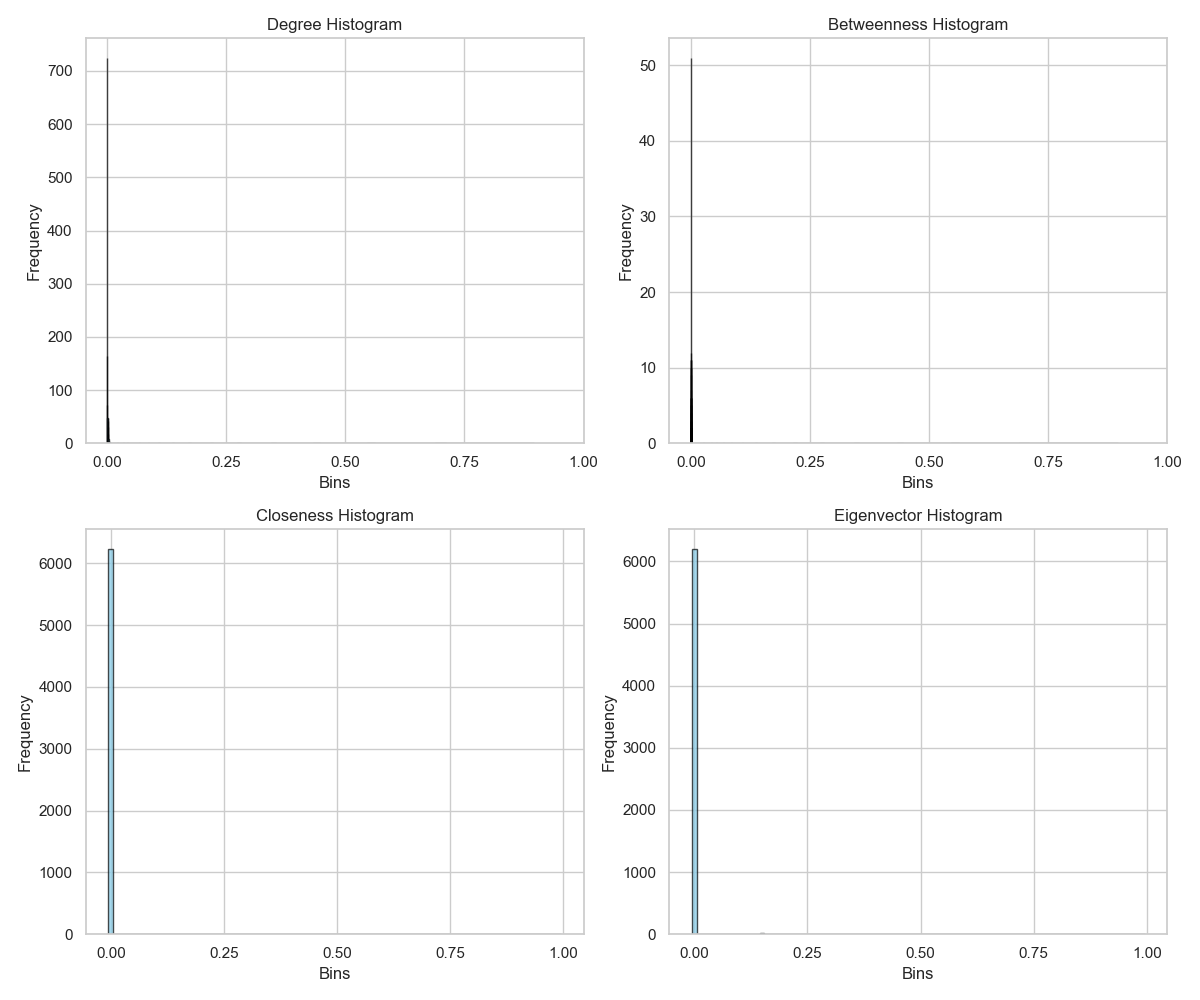 Degree Histogram
700
600
500
400
300
200
100
0
Frequency
0.00 0.25 0.50 0.75 1.00
Bins
Betweenness Histogram
50
40
30
20
10
0
Frequency
0.00 0.25 0.50 0.75 1.00
Bins
Closeness Histogram
6000
5000
4000
3000
2000
1000
0
Frequency
0.00 0.25 0.50 0.75 1.00
Bins
Eigenvector Histogram
6000
5000
4000
3000
2000
1000
0
Frequency
0.00 0.25 0.50 0.75 1.00
Bins